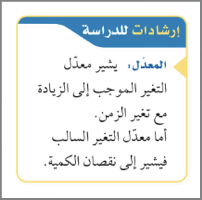 إرشادات للدراسة
المعدّل: يشير معدّل
التغير الموجب إلى الزيادة
مع تغير الزمن.
أما معدّل التغير السالب
فيشير إلى نقصان الكمية.